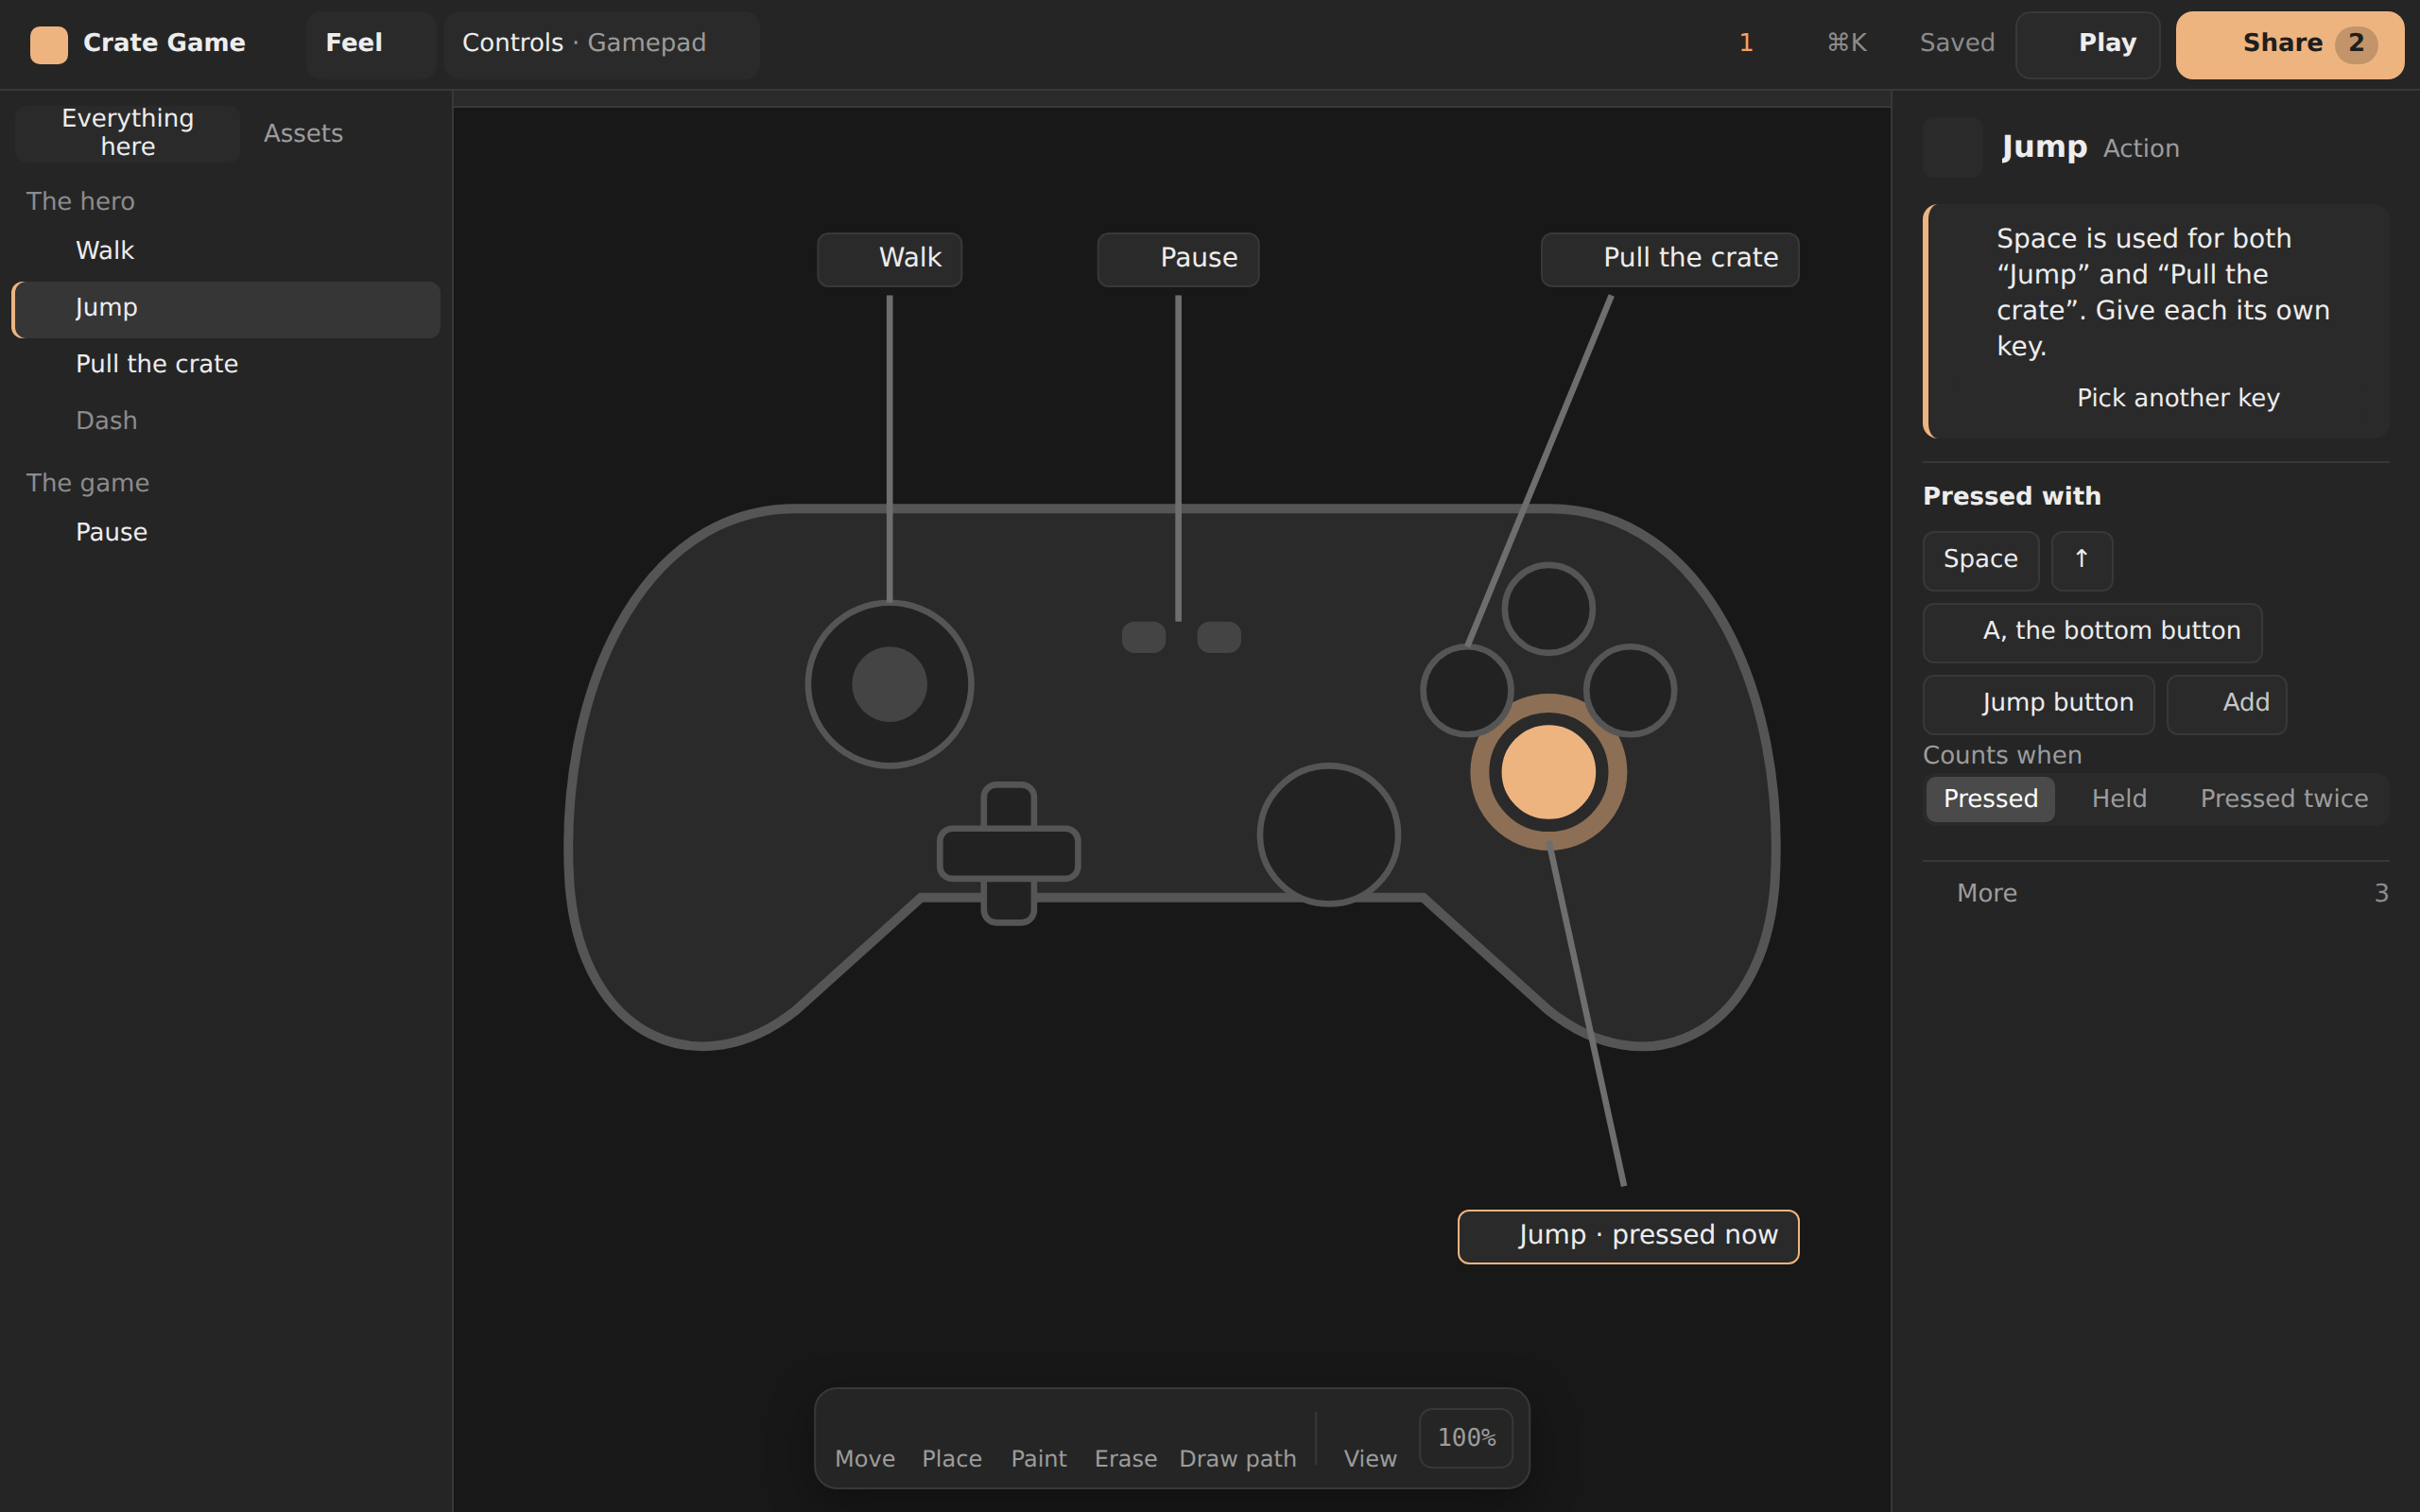 Crate Game
Feel
Controls · Gamepad
1
⌘K
Saved
Play
Share 2
Everything
here
Assets
The hero
Walk
Jump
Pull the crate
Dash
The game
Pause
Walk
Pause
Pull the crate
Jump · pressed now
Move
Place
Paint
Erase
Draw path
View
100%
Jump Action
Space is used for both
“Jump” and “Pull the
crate”. Give each its own
key.
Pick another key
Pressed with
Space
↑
A, the bottom button
Jump button
Add
Counts when
Pressed
Held
Pressed twice
More
3